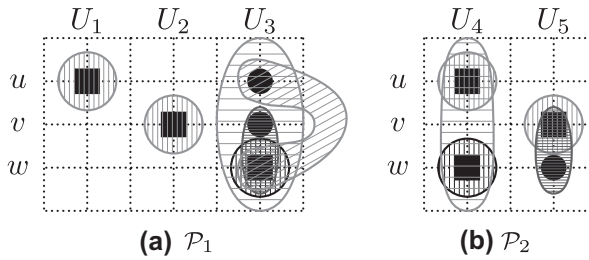 U₁ U₂ U₃ U₄ U₅
u u
v v
w w
(a) 𝒫₁ (b) 𝒫₂